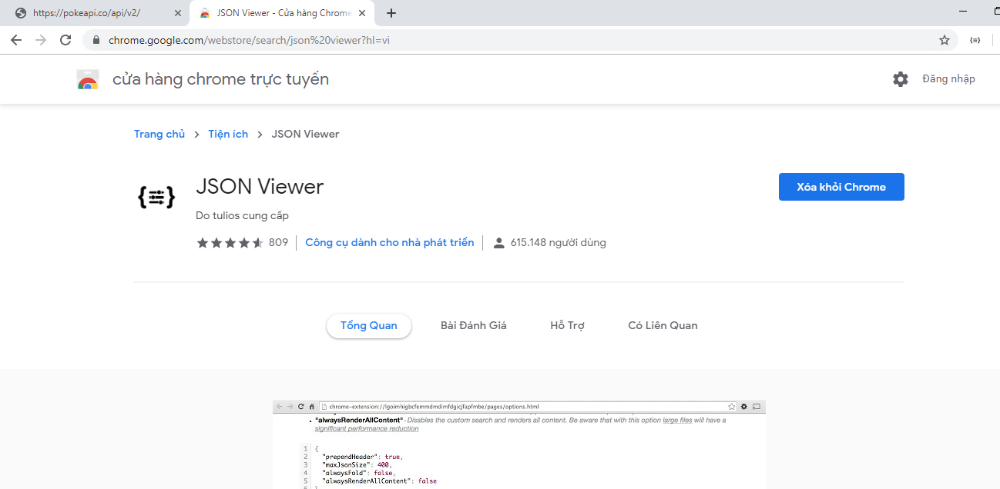 https://pokeapi.co/api/v2/
JSON Viewer - Cửa hàng Chrome
chrome.google.com/webstore/search/json%20viewer?hl=vi
cửa hàng chrome trực tuyến
Đăng nhập
Trang chủ > Tiện ích > JSON Viewer
JSON Viewer
Xóa khỏi Chrome
Do tulios cung cấp
809 | Công cụ dành cho nhà phát triển | 615.148 người dùng
Tổng Quan
Bài Đánh Giá
Hỗ Trợ
Có Liên Quan
chrome-extension://lgoimhigbcfemmdmdimfdgicjfapfmbe/pages/options.html
"alwaysRenderAllContent" - Disables the custom search and renders all content. Be aware that with this option large files will have a
significant performance reduction
1 {
2 "prependHeader": true,
3 "maxJsonSize": 400,
4 "alwaysFold": false,
5 "alwaysRenderAllContent": false